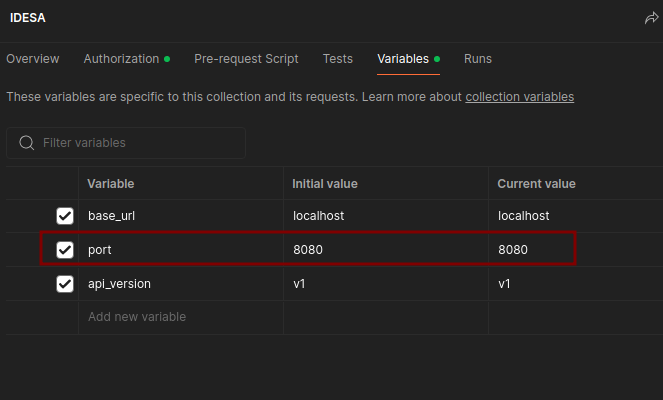 IDESA
Overview Authorization Pre-request Script Tests Variables Runs
These variables are specific to this collection and its requests. Learn more about collection variables
Filter variables
Variable Initial value Current value
base_url localhost localhost
port 8080 8080
api_version v1 v1
Add new variable